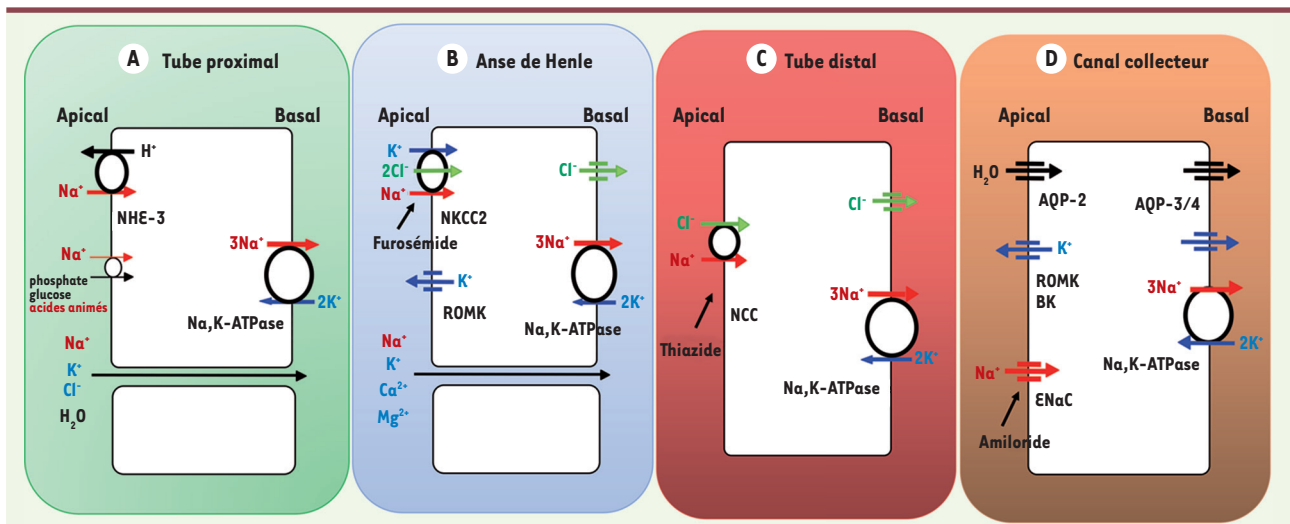 A Tube proximal
Apical
Basal
H⁺
Na⁺
NHE-3
Na⁺
phosphate
glucose
acides animés
3Na⁺
2K⁺
Na,K-ATPase
Na⁺
K⁺
Cl⁻
H₂O
B Anse de Henle
Apical
Basal
K⁺
2Cl⁻
Na⁺
NKCC2
Furosémide
Cl⁻
3Na⁺
K⁺
ROMK
2K⁺
Na,K-ATPase
Na⁺
K⁺
Ca²⁺
Mg²⁺
C Tube distal
Apical
Basal
Cl⁻
Cl⁻
Na⁺
NCC
Thiazide
3Na⁺
2K⁺
Na,K-ATPase
D Canal collecteur
Apical
Basal
H₂O
AQP-2
AQP-3/4
K⁺
ROMK
BK
3Na⁺
2K⁺
Na,K-ATPase
Na⁺
ENaC
Amiloride